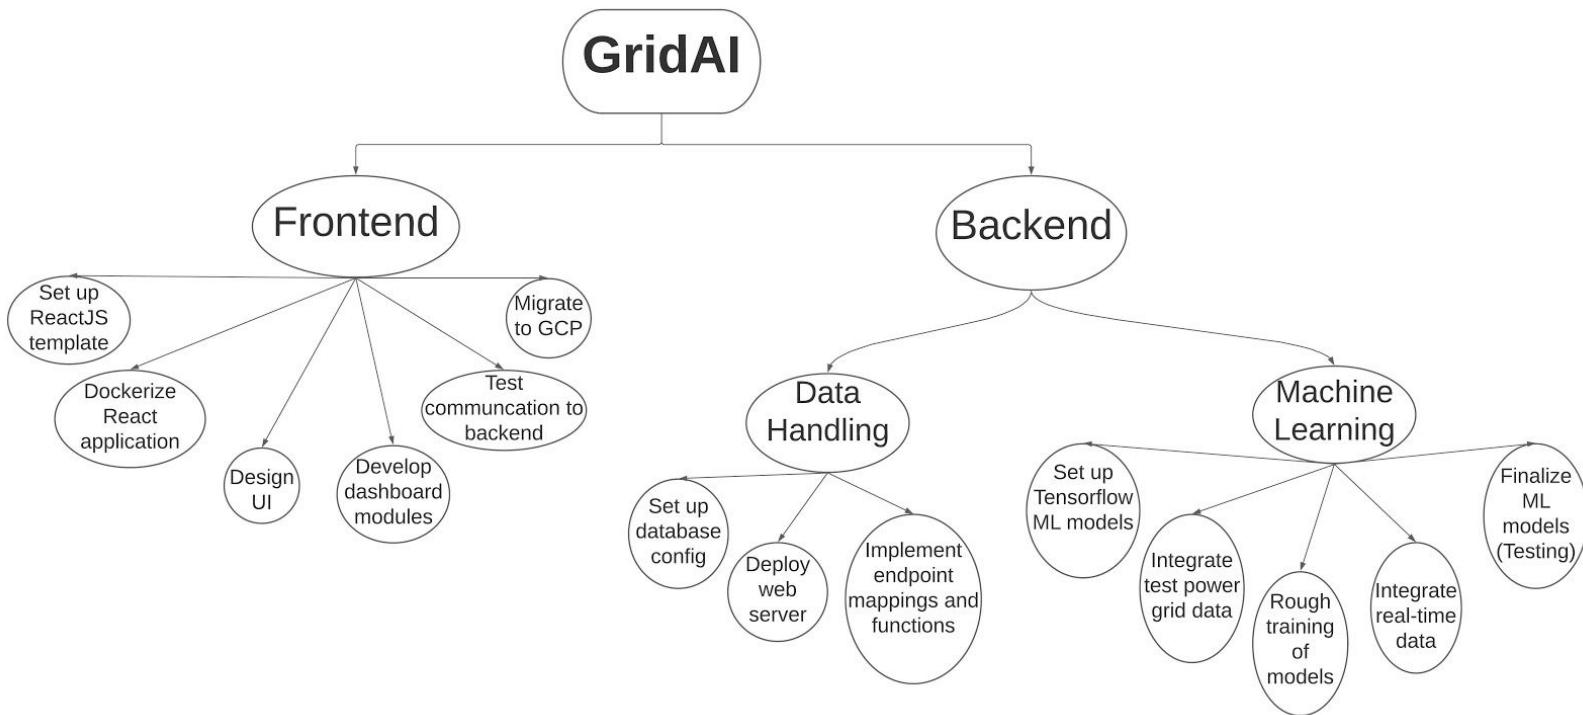 GridAI
Frontend
Backend
Set up
ReactJS
template
Migrate
to GCP
Dockerize
React
application
Test
communcation to
backend
Design
UI
Develop
dashboard
modules
Data
Handling
Machine
Learning
Set up
database
config
Deploy
web
server
Implement
endpoint
mappings and
functions
Set up
Tensorflow
ML models
Integrate
test power
grid data
Rough
training
of
models
Integrate
real-time
data
Finalize
ML
models
(Testing)